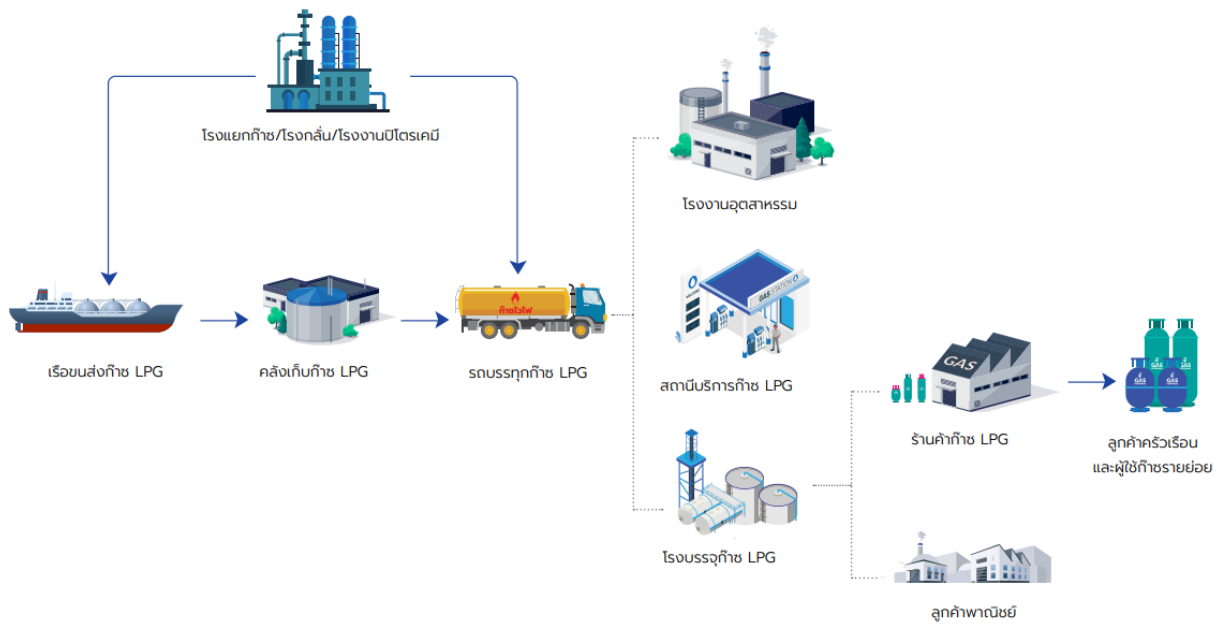 โรงแยกก๊าซ/โรงกลั่น/โรงงานปิโตรเคมี
โรงงานอุตสาหรรม
ก๊าซไวไฟ
GAS STATION
GAS
GAS
GAS
GAS
เรือขนส่งก๊าซ LPG
คลังเก็บก๊าซ LPG
รถบรรทุกก๊าซ LPG
สถานีบริการก๊าซ LPG
ร้านค้าก๊าซ LPG
ลูกค้าครัวเรือน
และผู้ใช้ก๊าซรายย่อย
โรงบรรจุก๊าซ LPG
ลูกค้าพาณิชย์